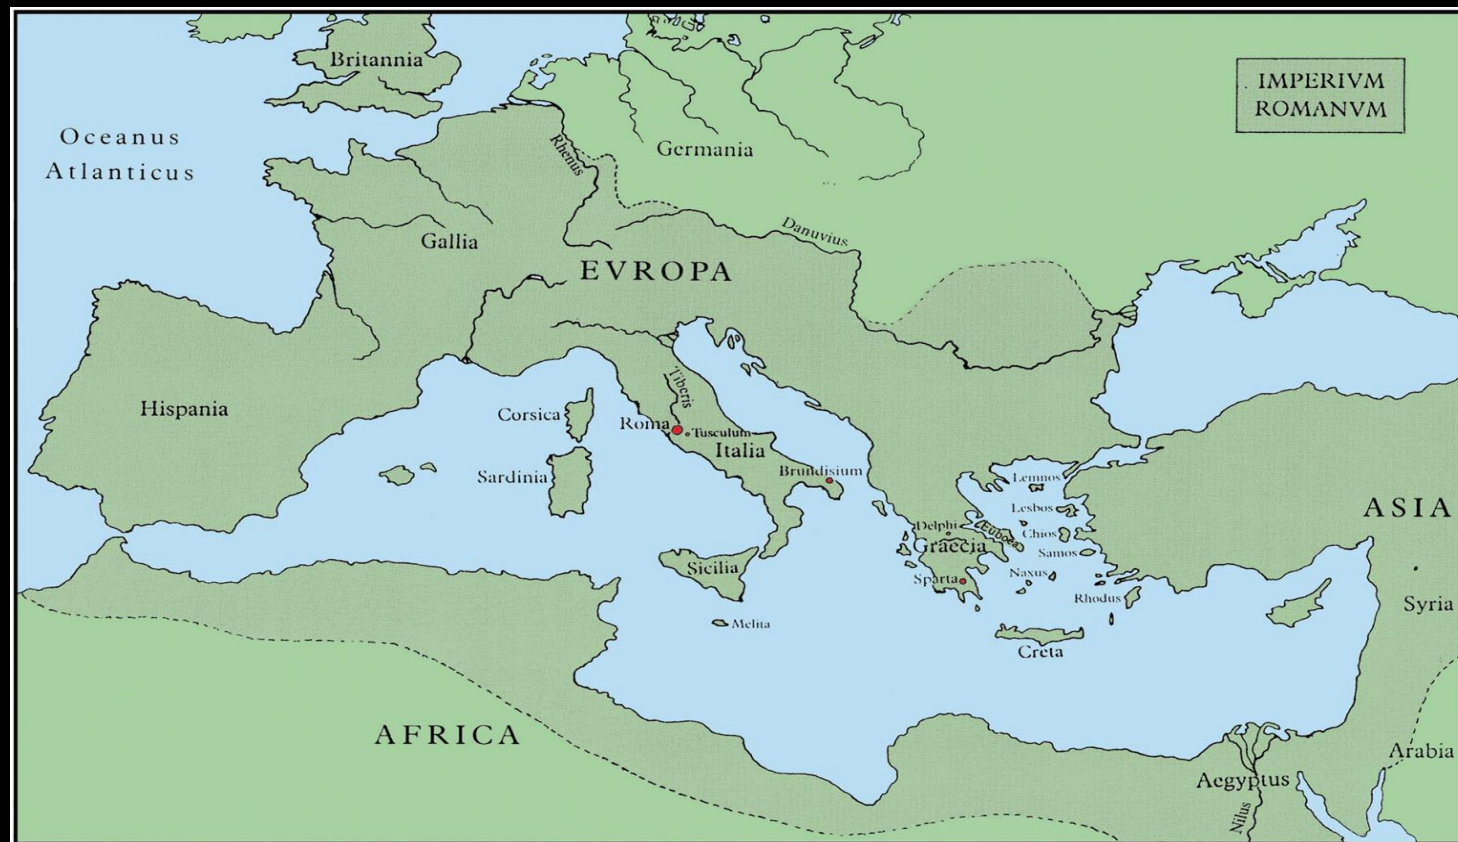 Britannia
IMPERIVM
ROMANVM
Oceanus
Atlanticus
Germania
Rhenus
Danuvius
Gallia
EVROPA
Tiberis
Hispania
Corsica
Roma
Tusculum
Italia
Sardinia
Brundisium
Lemnos
Lesbos
ASIA
Delphi
Euboea
Chios
Graecia
Samos
Sicilia
Sparta
Naxus
Rhodus
Syria
Melita
Creta
AFRICA
Arabia
Aegyptus
Nilus